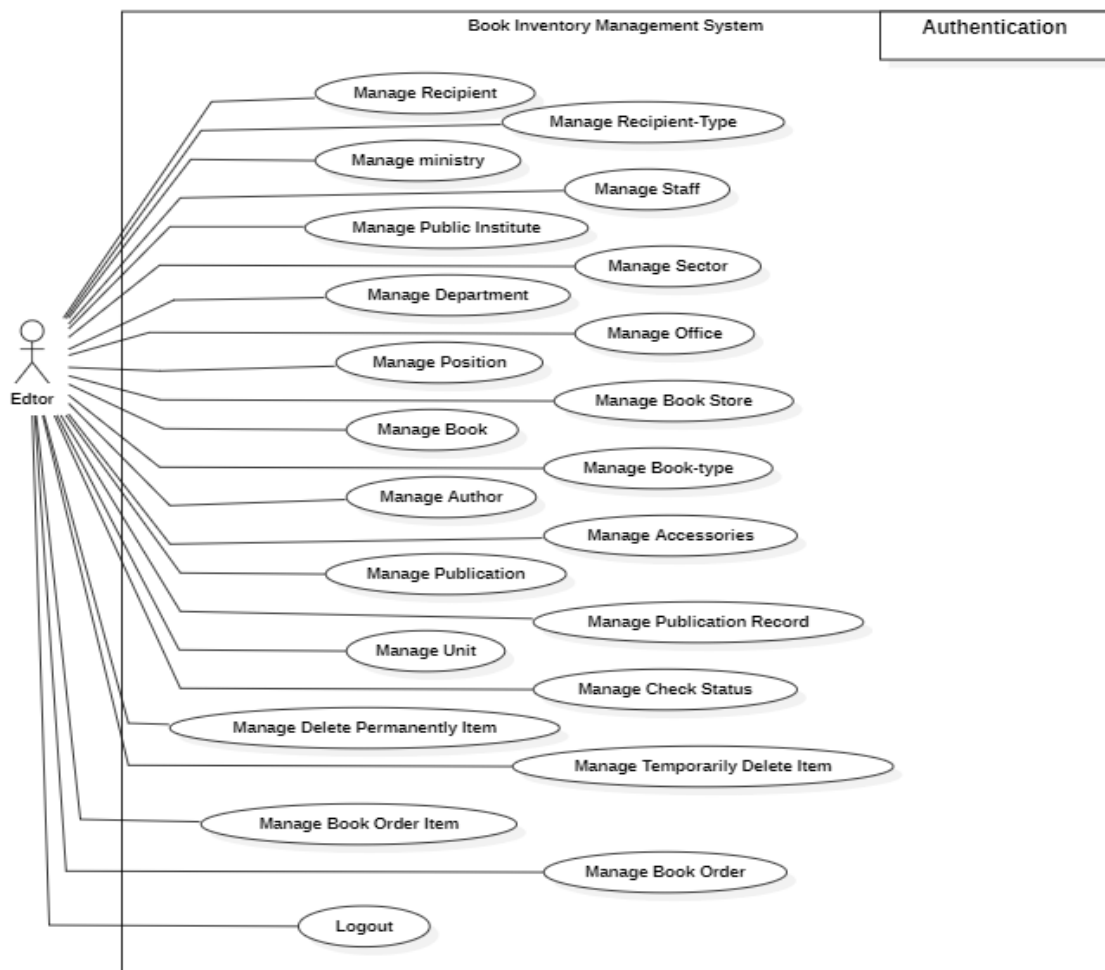 Book Inventory Management System
Authentication
Manage Recipient
Manage Recipient-Type
Manage ministry
Manage Staff
Manage Public Institute
Manage Sector
Manage Department
Manage Office
Manage Position
Edtor
Manage Book Store
Manage Book
Manage Book-type
Manage Author
Manage Accessories
Manage Publication
Manage Publication Record
Manage Unit
Manage Check Status
Manage Delete Permanently Item
Manage Temporarily Delete Item
Manage Book Order Item
Manage Book Order
Logout